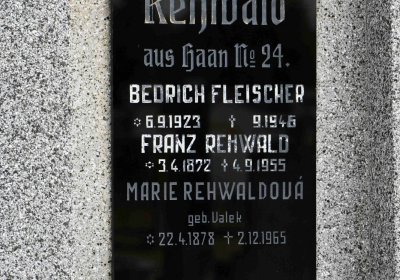 Rehwald
aus Haan No 24.
BEDRICH FLEISCHER
* 6.9.1923 † 9.1946
FRANZ REHWALD
* 3.4.1872 † 4.9.1955
MARIE REHWALDOVÁ
geb. Valek
* 22.4.1878 † 2.12.1965